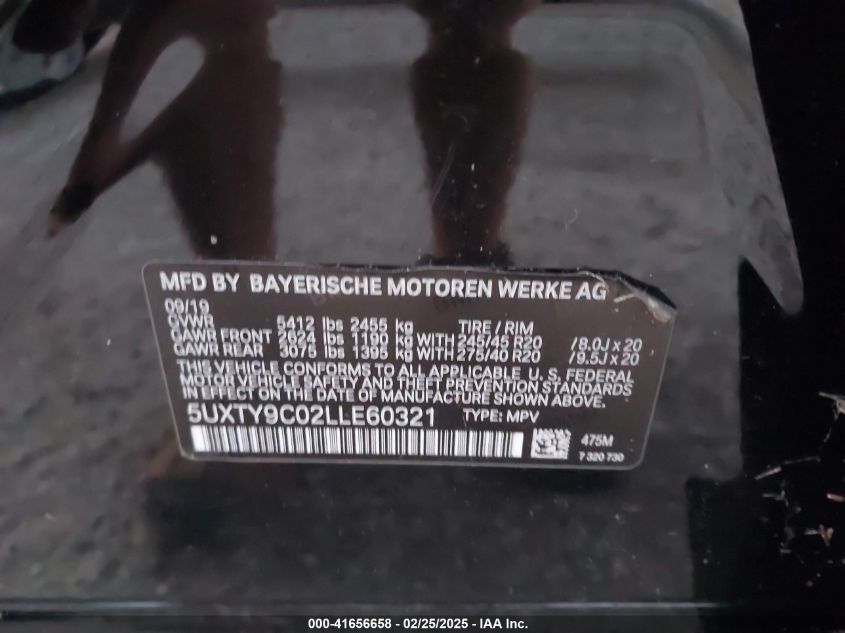 MFD BY BAYERISCHE MOTOREN WERKE AG
09/19
GVWR 5412 lbs 2455 kg TIRE / RIM
GAWR FRONT 2624 lbs 1190 kg WITH 245/45 R20 /8.0J x 20
GAWR REAR 3075 lbs 1395 kg WITH 275/40 R20 /9.5J x 20
THIS VEHICLE CONFORMS TO ALL APPLICABLE, U. S. FEDERAL
MOTOR VEHICLE SAFETY AND THEFT PREVENTION STANDARDS
IN EFFECT ON THE DATE OF MANUFACTURE SHOWN ABOVE.
5UXTY9C02LLE60321 TYPE: MPV
475M
7 320 730
000-41656658 - 02/25/2025 - IAA Inc.